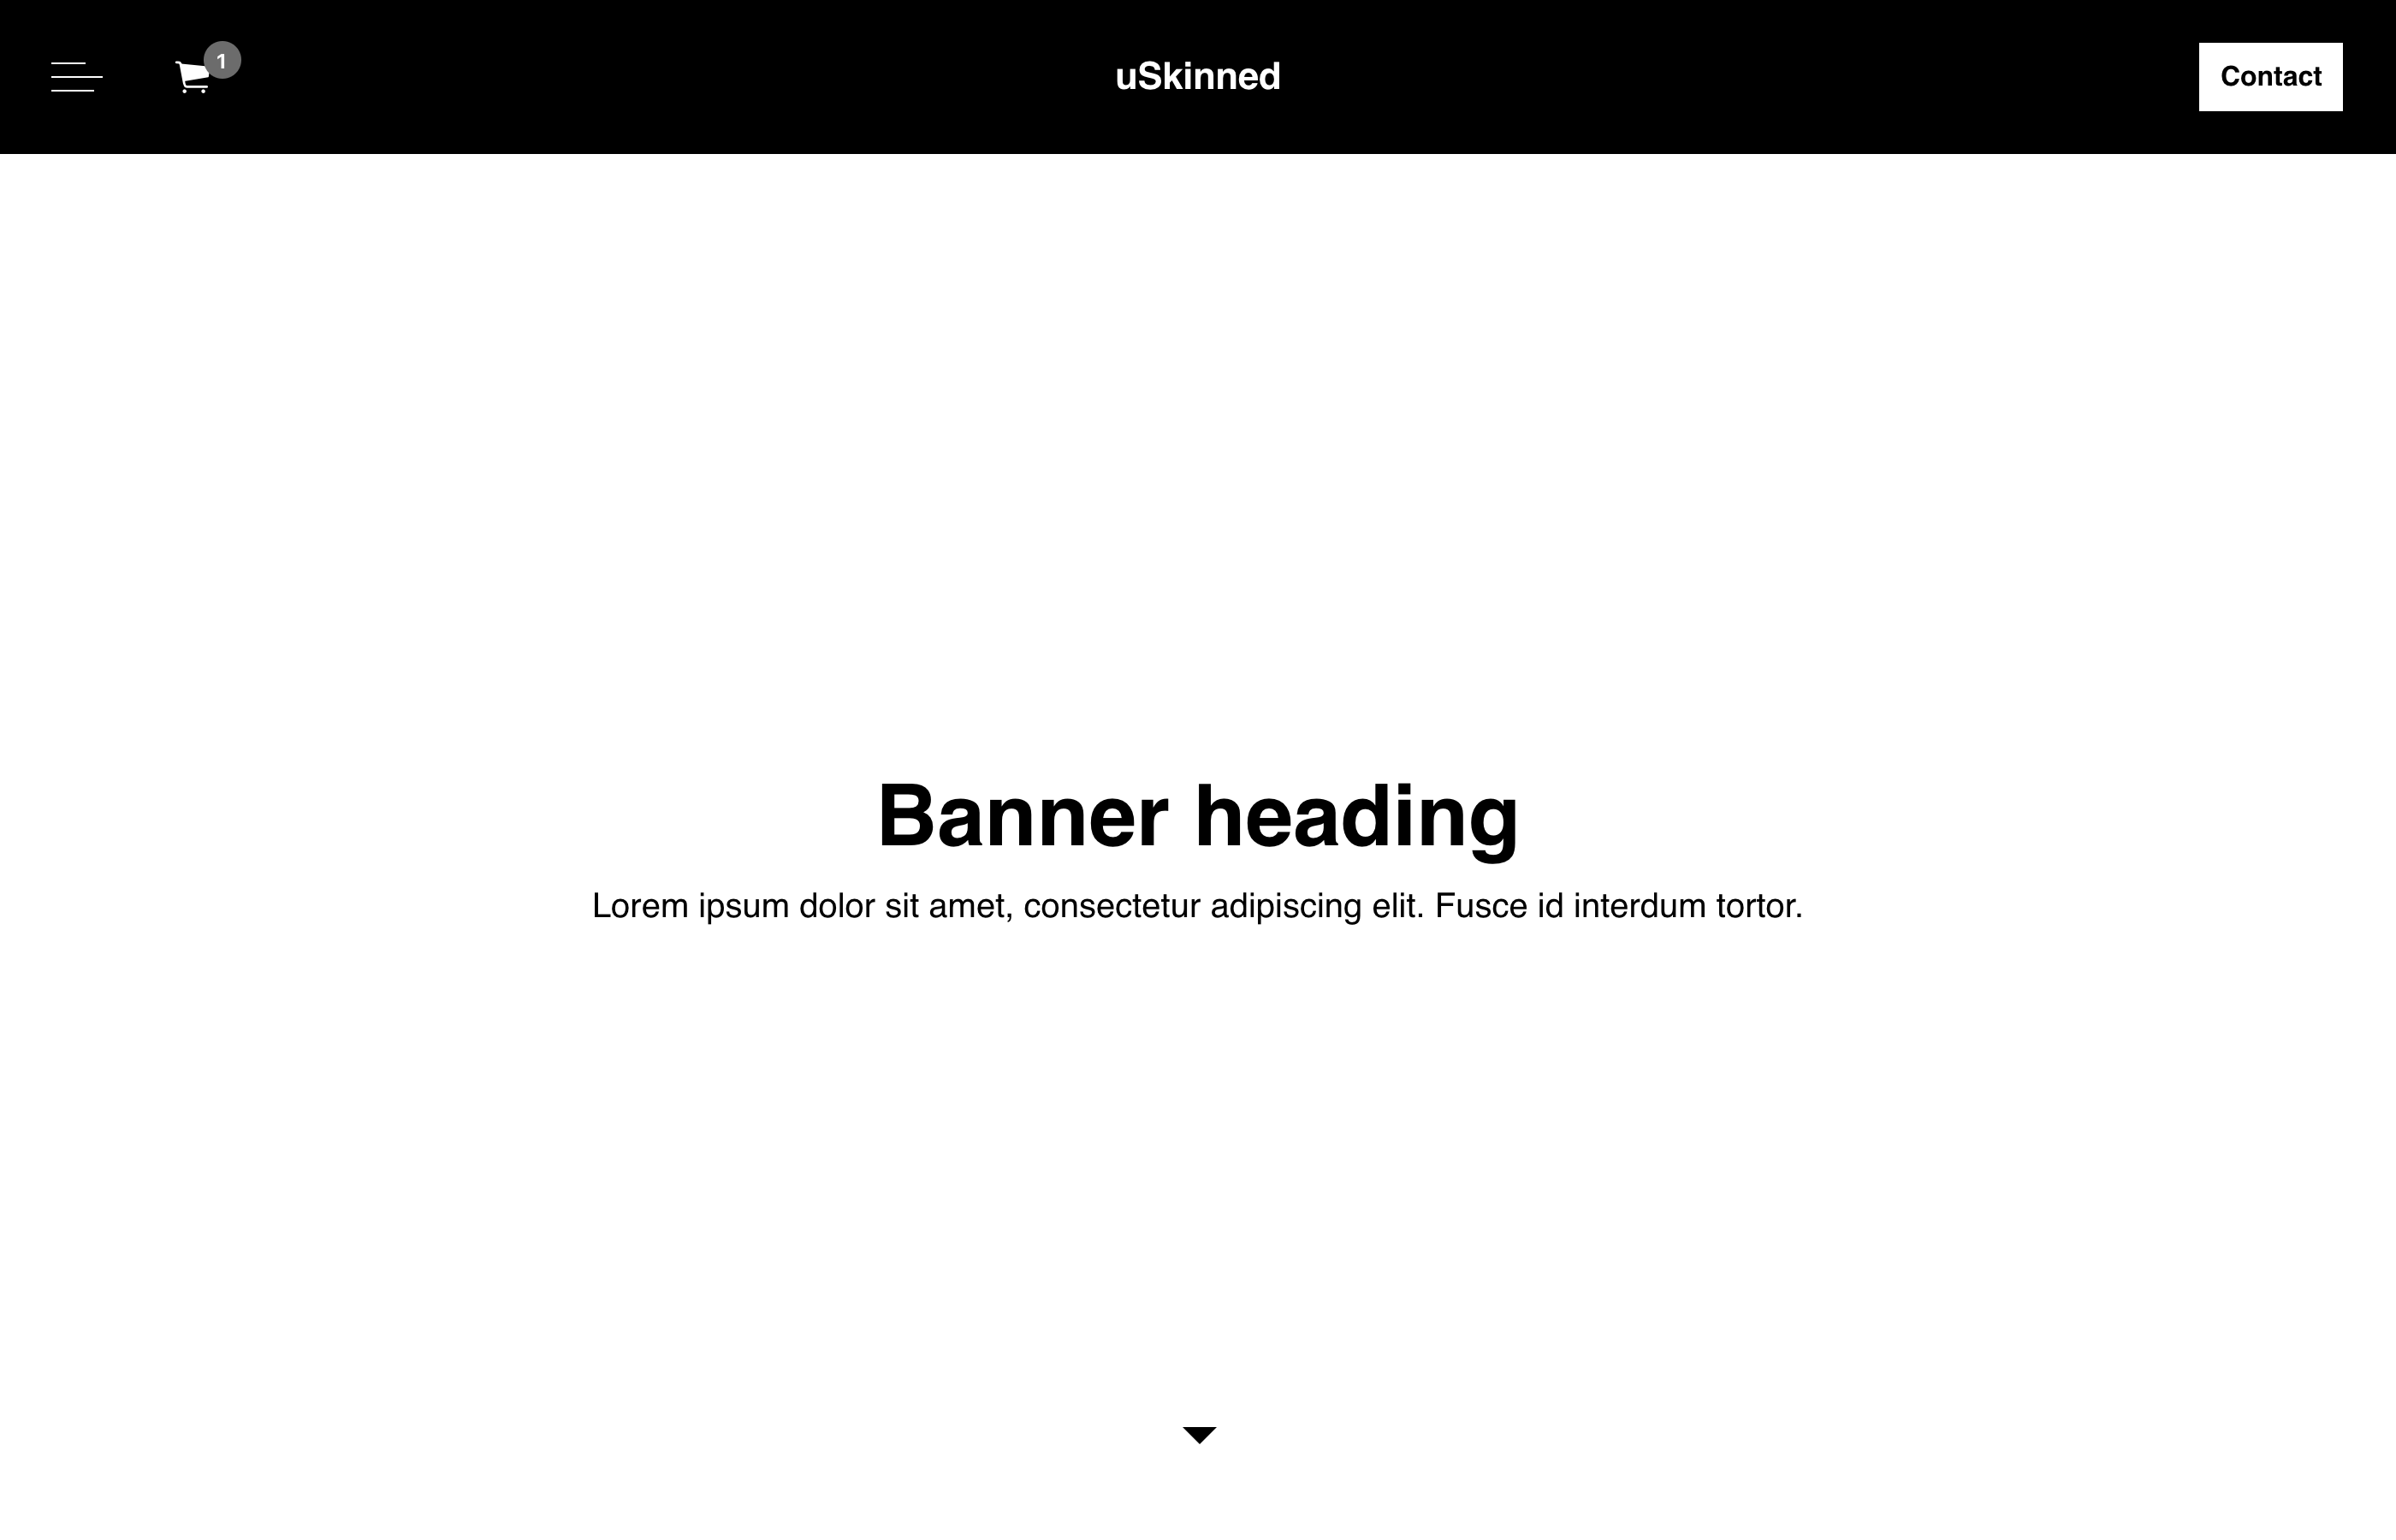 1
uSkinned
Contact
Banner heading
Lorem ipsum dolor sit amet, consectetur adipiscing elit. Fusce id interdum tortor.